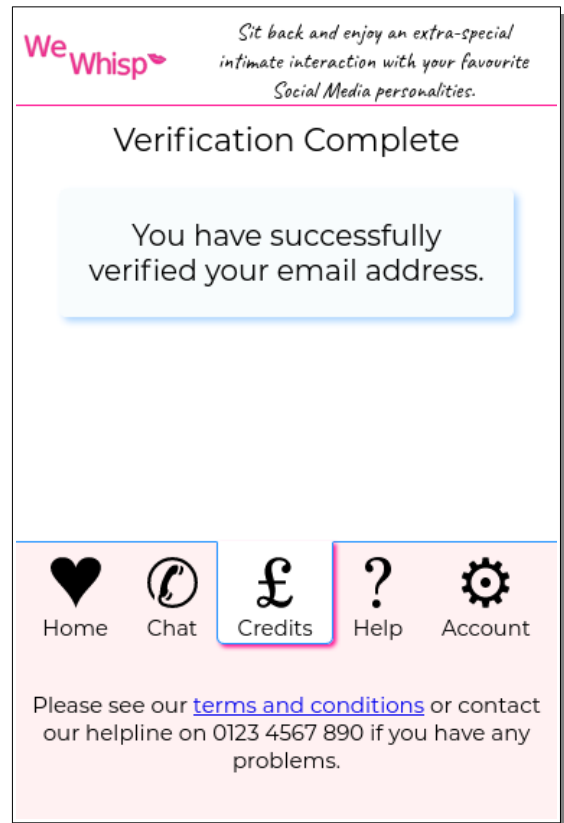 We Whisp
Sit back and enjoy an extra-special
intimate interaction with your favourite
Social Media personalities.
Verification Complete
You have successfully
verified your email address.
£ ?
Home Chat Credits Help Account
Please see our terms and conditions or contact
our helpline on 0123 4567 890 if you have any
problems.